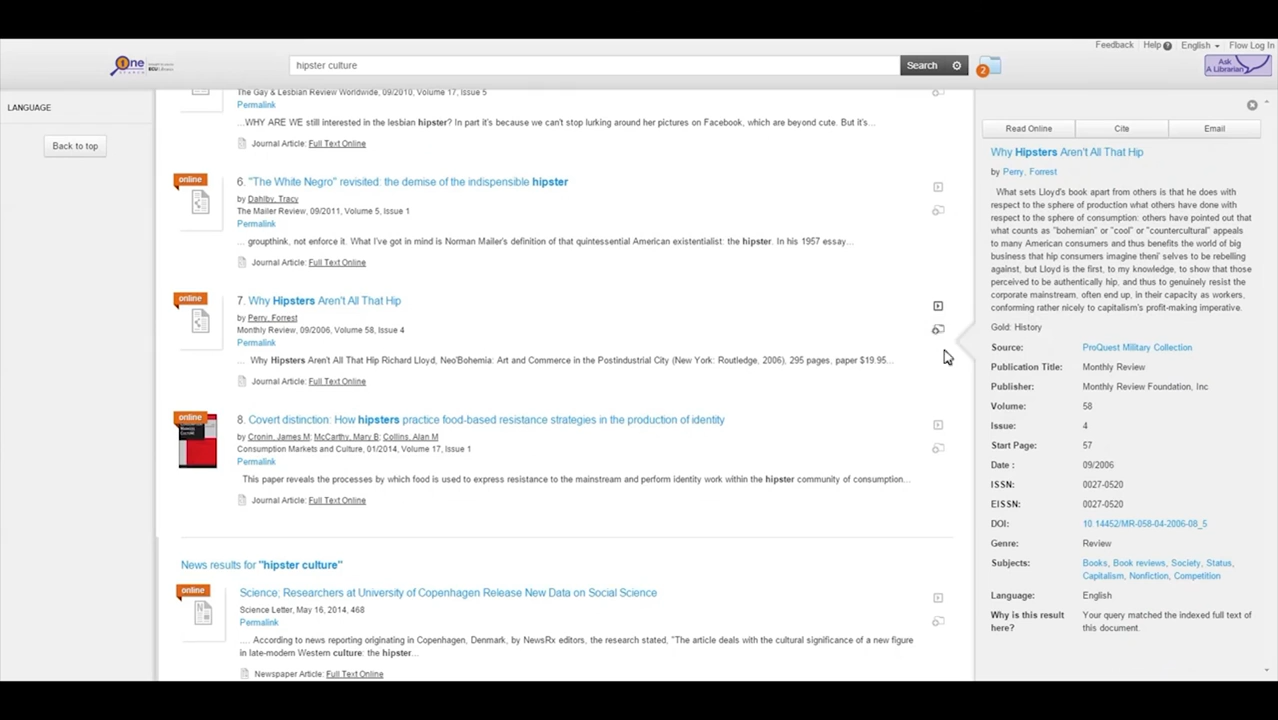 Feedback Help ? English Flow Log In
1 One
hipster culture
Search
2
Ask
A Librarian
LANGUAGE
Back to top
The Gay & Lesbian Review Worldwide, 09/2010, Volume 17, Issue 5
Permalink
...WHY ARE WE still interested in the lesbian hipster? In part it's because we can't stop lurking around her pictures on Facebook, which are beyond cute. But it's...
Journal Article: Full Text Online
online
6. "The White Negro" revisited: the demise of the indispensible hipster
by Dahlby, Tracy
The Mailer Review, 09/2011, Volume 5, Issue 1
Permalink
... groupthink, not enforce it. What I've got in mind is Norman Mailer's definition of that quintessential American existentialist: the hipster. In his 1957 essay...
Journal Article: Full Text Online
online
7. Why Hipsters Aren't All That Hip
by Perry, Forrest
Monthly Review, 09/2006, Volume 58, Issue 4
Permalink
... Why Hipsters Aren't All That Hip Richard Lloyd, Neo'Bohemia: Art and Commerce in the Postindustrial City (New York: Routledge, 2006), 295 pages, paper $19.95...
Journal Article: Full Text Online
online
8. Covert distinction: How hipsters practice food-based resistance strategies in the production of identity
by Cronin, James M; McCarthy, Mary B; Collins, Alan M
Consumption Markets and Culture, 01/2014, Volume 17, Issue 1
Permalink
This paper reveals the processes by which food is used to express resistance to the mainstream and perform identity work within the hipster community of consumption...
Journal Article: Full Text Online
News results for "hipster culture"
online
Science, Researchers at University of Copenhagen Release New Data on Social Science
Science Letter, May 16, 2014, 468
Permalink
.... According to news reporting originating in Copenhagen, Denmark, by NewsRx editors, the research stated, "The article deals with the cultural significance of a new figure
in late-modern Western culture: the hipster...
Newspaper Article: Full Text Online
Read Online Cite Email
Why Hipsters Aren't All That Hip
by Perry, Forrest
What sets Lloyd's book apart from others is that he does with
respect to the sphere of production what others have done with
respect to the sphere of consumption: others have pointed out that
what counts as "bohemian" or "cool" or "countercultural" appeals
to many American consumers and thus benefits the world of big
business that hip consumers imagine theni' selves to be rebelling
against, but Lloyd is the first, to my knowledge, to show that those
perceived to be authentically hip, and thus to genuinely resist the
corporate mainstream, often end up, in their capacity as workers,
conforming rather nicely to capitalism's profit-making imperative.
Gold: History
Source: ProQuest Military Collection
Publication Title: Monthly Review
Publisher: Monthly Review Foundation, Inc
Volume: 58
Issue: 4
Start Page: 57
Date : 09/2006
ISSN: 0027-0520
EISSN: 0027-0520
DOI: 10.14452/MR-058-04-2006-08_5
Genre: Review
Subjects: Books, Book reviews, Society, Status,
Capitalism, Nonfiction, Competition
Language: English
Why is this result Your query matched the indexed full text of
here? this document.